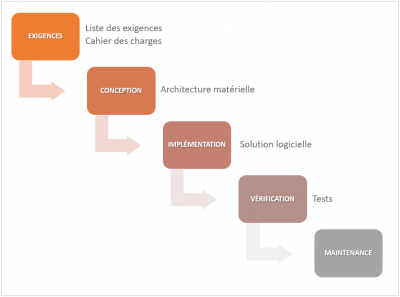 EXIGENCES
Liste des exigences
Cahier des charges
CONCEPTION
Architecture matérielle
IMPLÉMENTATION
Solution logicielle
VÉRIFICATION
Tests
MAINTENANCE